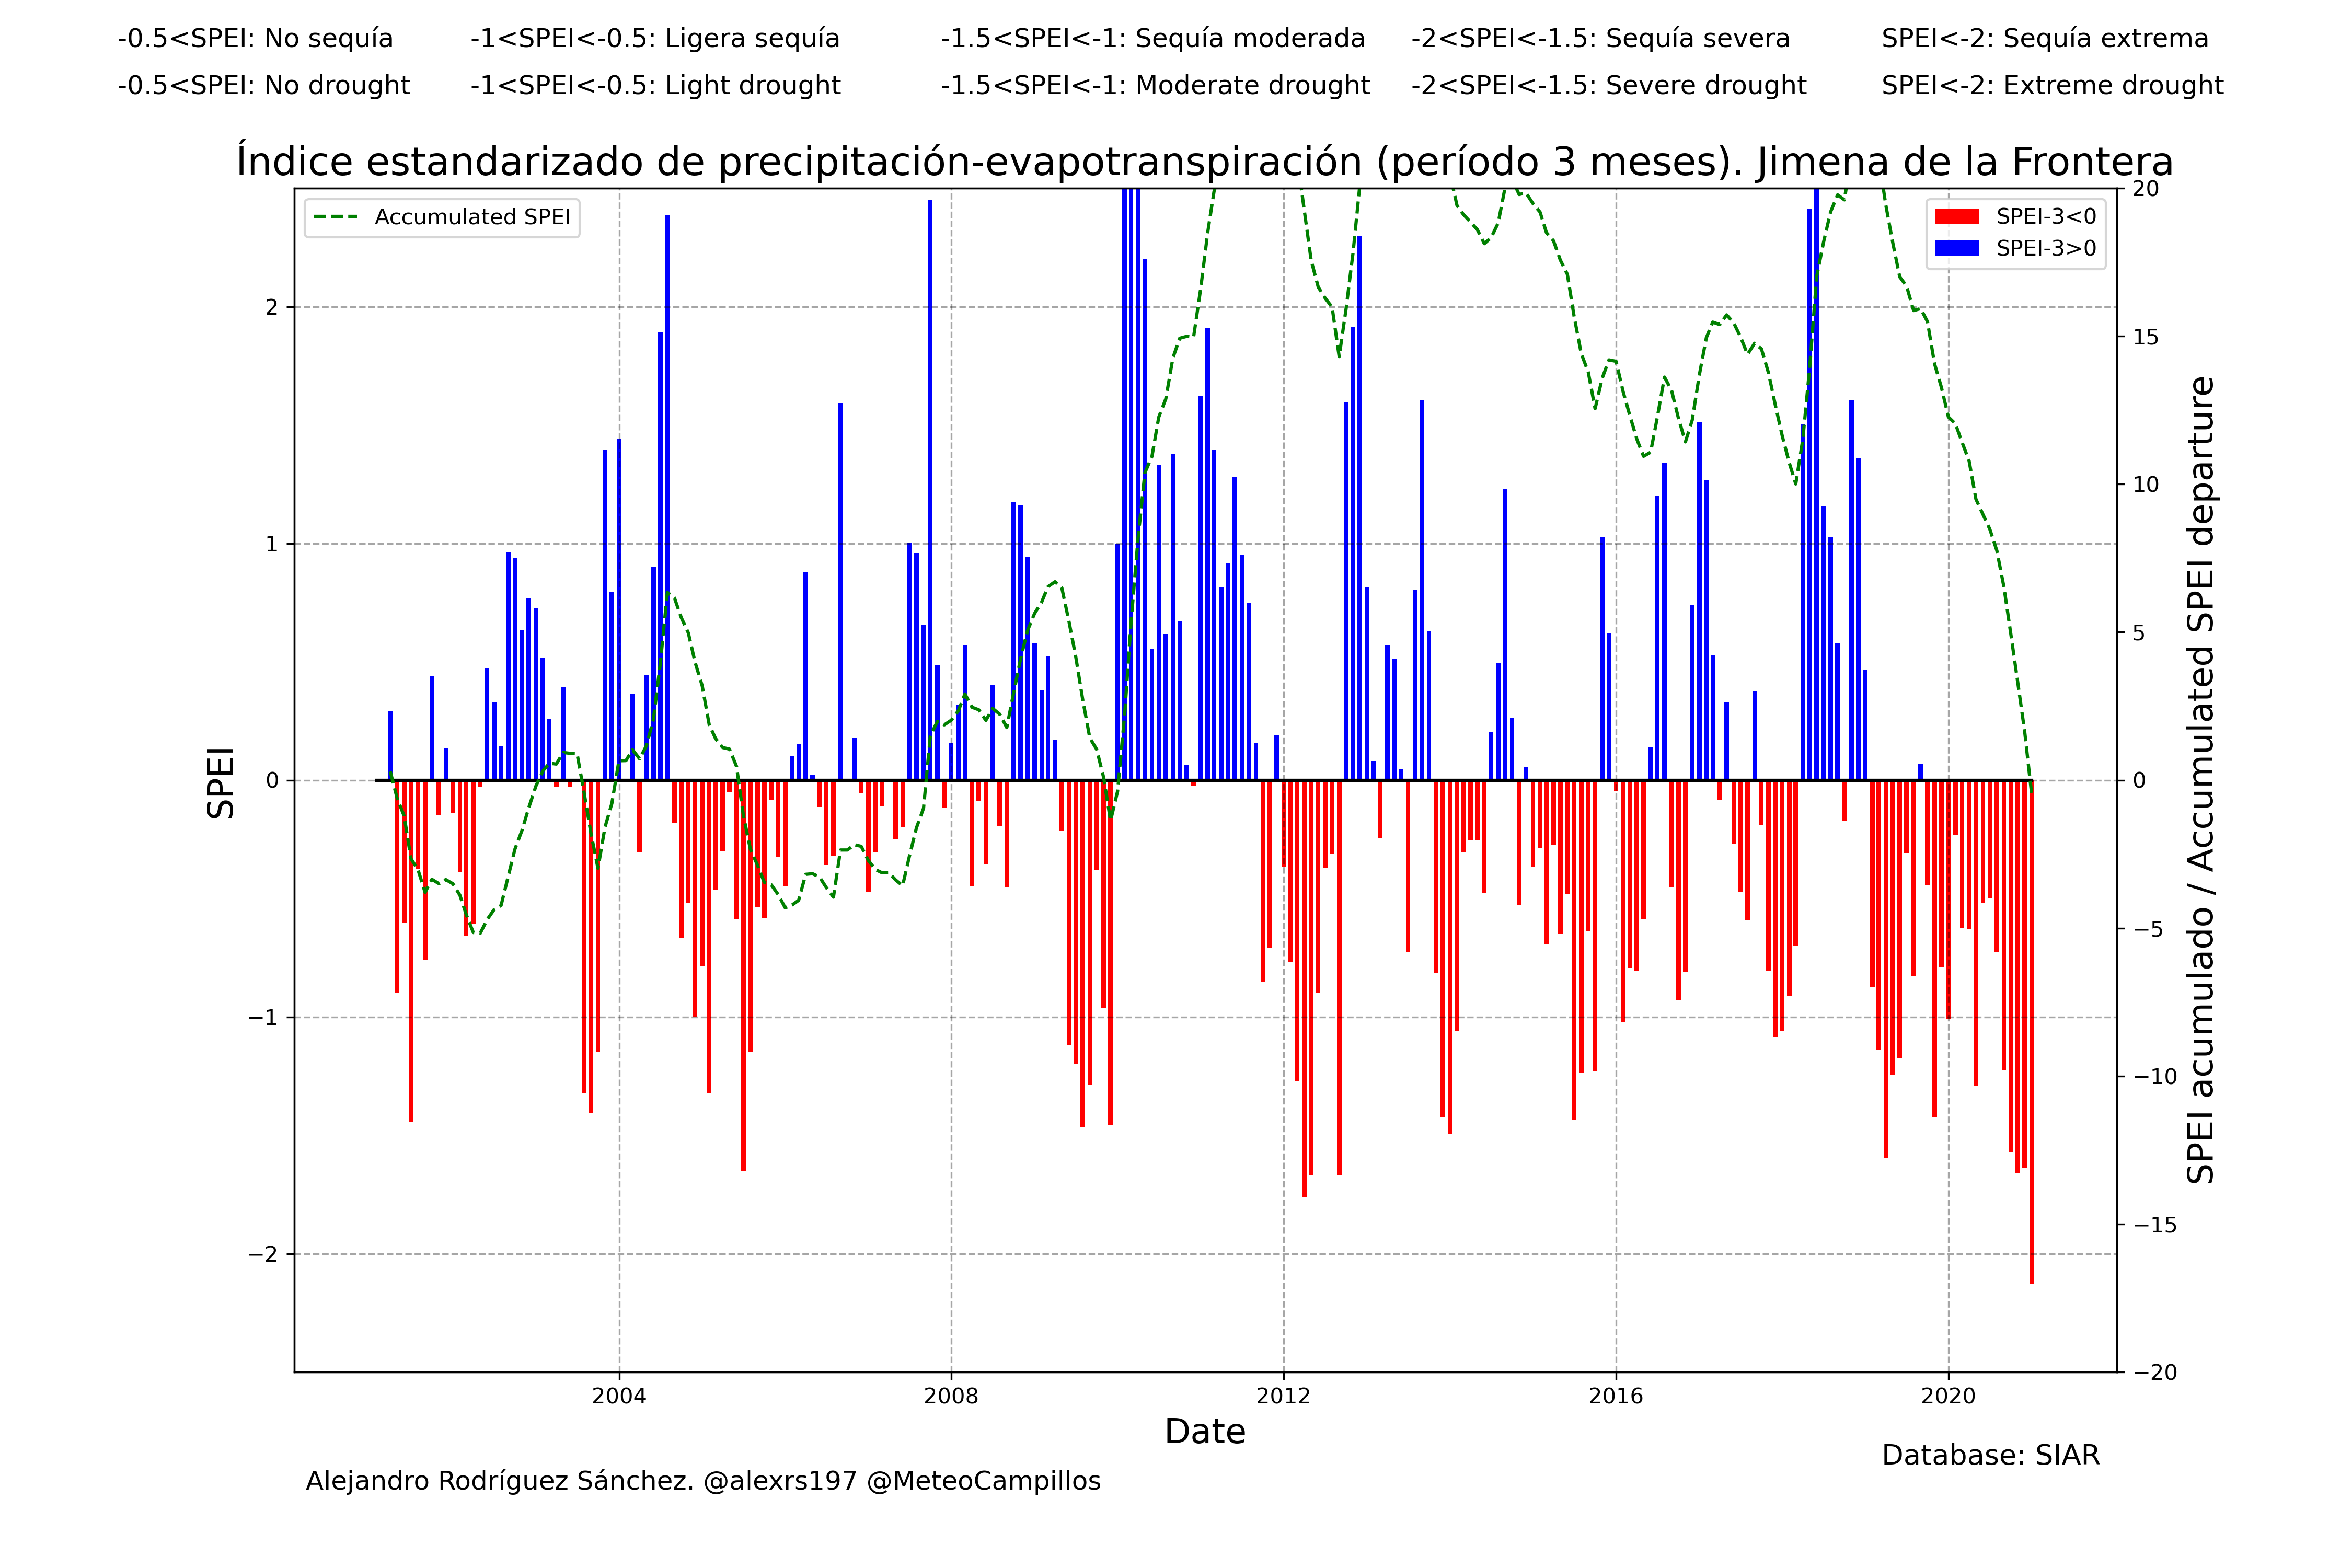 -0.5<SPEI: No sequía -1<SPEI<-0.5: Ligera sequía -1.5<SPEI<-1: Sequía moderada -2<SPEI<-1.5: Sequía severa SPEI<-2: Sequía extrema
-0.5<SPEI: No drought -1<SPEI<-0.5: Light drought -1.5<SPEI<-1: Moderate drought -2<SPEI<-1.5: Severe drought SPEI<-2: Extreme drought
Índice estandarizado de precipitación-evapotranspiración (período 3 meses). Jimena de la Frontera
Accumulated SPEI
SPEI-3<0
SPEI-3>0
SPEI
2
1
0
−1
−2
20
15
10
5
0
−5
−10
−15
−20
SPEI acumulado / Accumulated SPEI departure
2004 2008 2012 2016 2020
Date
Database: SIAR
Alejandro Rodríguez Sánchez. @alexrs197 @MeteoCampillos